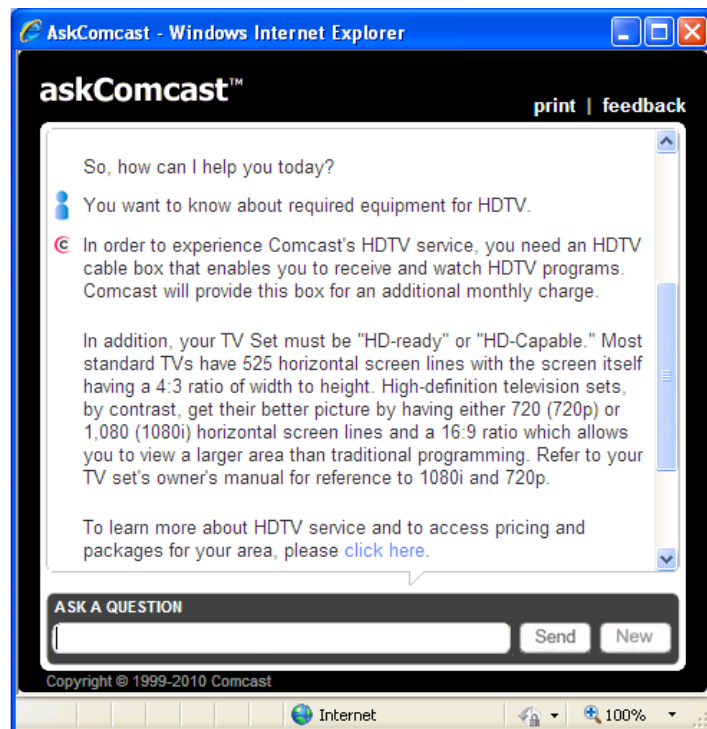 AskComcast - Windows Internet Explorer
askComcast™
print | feedback
So, how can I help you today?
You want to know about required equipment for HDTV.
In order to experience Comcast's HDTV service, you need an HDTV
cable box that enables you to receive and watch HDTV programs.
Comcast will provide this box for an additional monthly charge.
In addition, your TV Set must be "HD-ready" or "HD-Capable." Most
standard TVs have 525 horizontal screen lines with the screen itself
having a 4:3 ratio of width to height. High-definition television sets,
by contrast, get their better picture by having either 720 (720p) or
1,080 (1080i) horizontal screen lines and a 16:9 ratio which allows
you to view a larger area than traditional programming. Refer to your
TV set's owner's manual for reference to 1080i and 720p.
To learn more about HDTV service and to access pricing and
packages for your area, please click here.
ASK A QUESTION
Send New
Copyright © 1999-2010 Comcast
Internet 100%